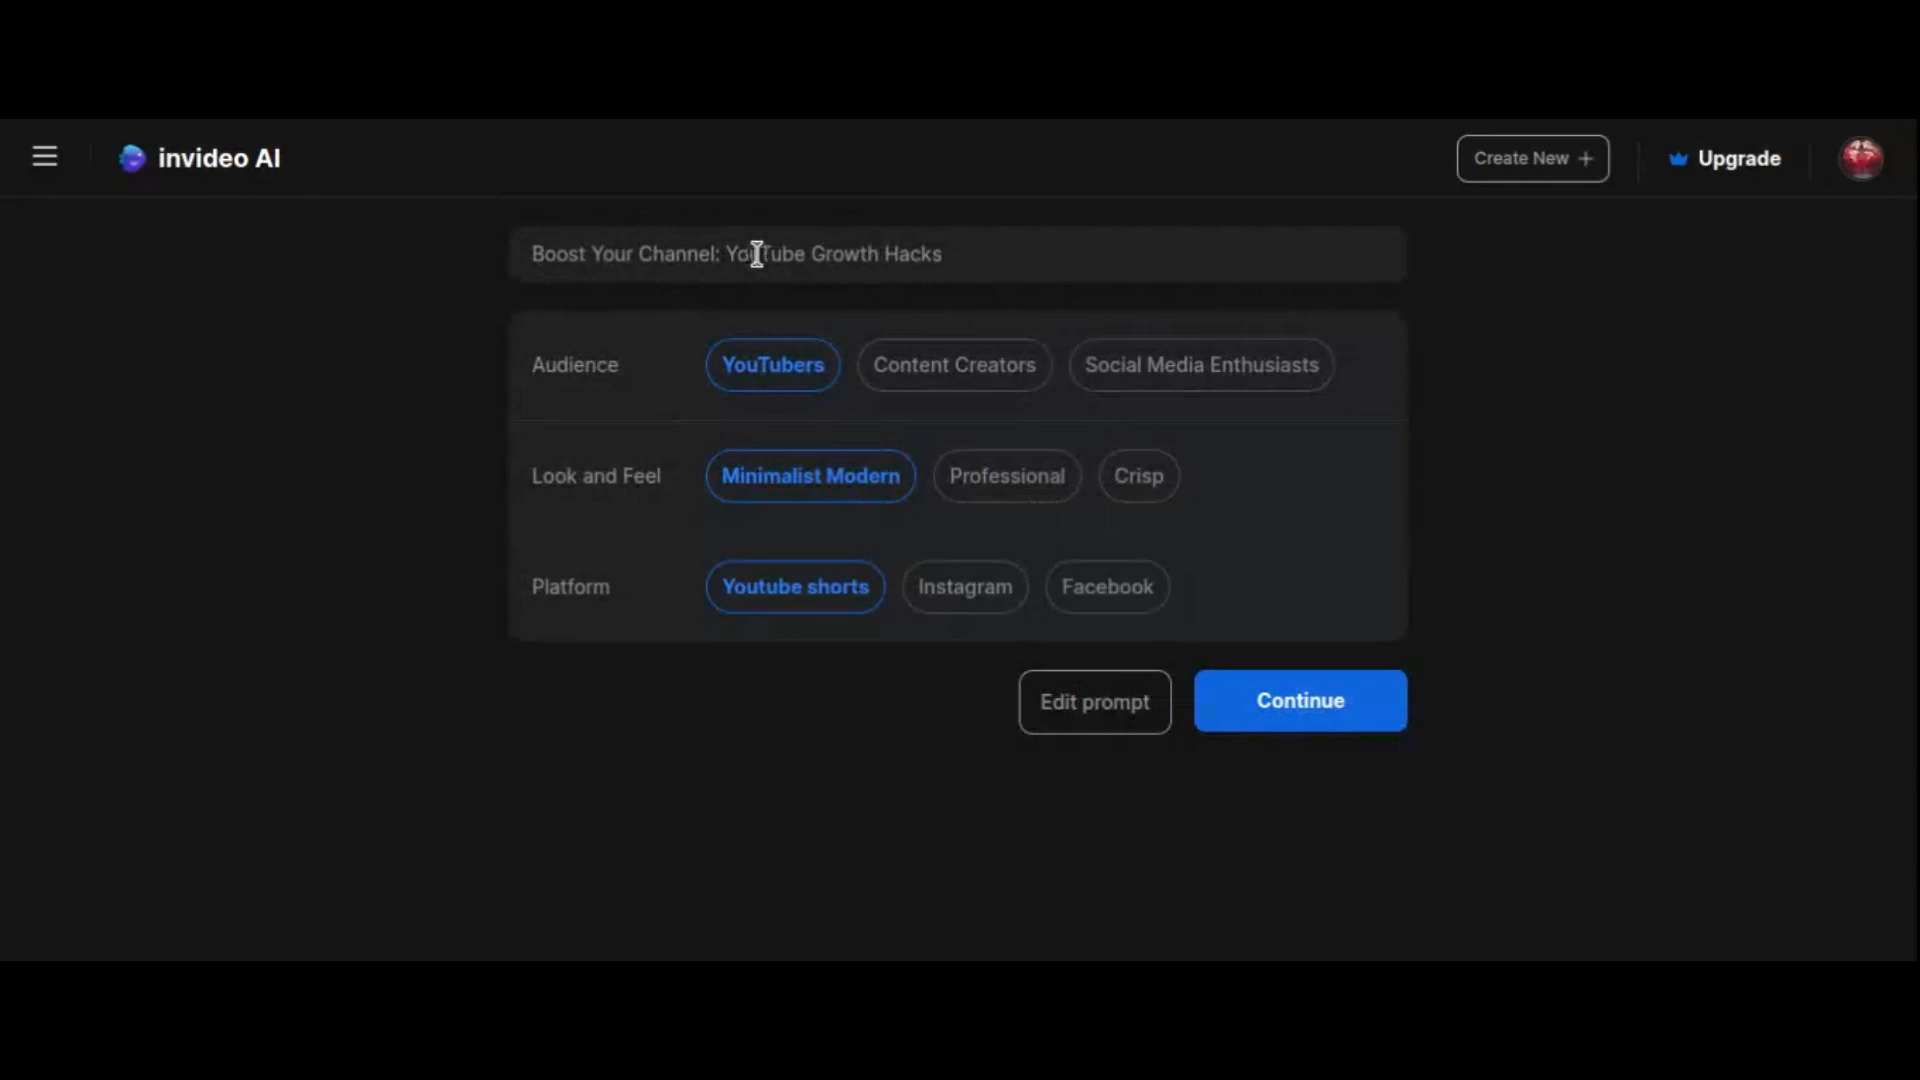 invideo AI
Create New +
Upgrade
Boost Your Channel: YouTube Growth Hacks
Audience YouTubers Content Creators Social Media Enthusiasts
Look and Feel Minimalist Modern Professional Crisp
Platform Youtube shorts Instagram Facebook
Edit prompt Continue